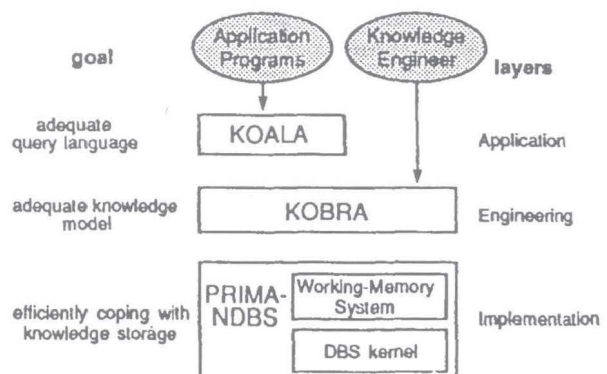 goal
Application
Programs
Knowledge
Engineer
layers
adequate
query language
KOALA
Application
adequate knowledge
model
KOBRA
Engineering
efficiently coping with
knowledge storage
PRIMA-
NDBS
Working-Memory
System
DBS kernel
Implementation